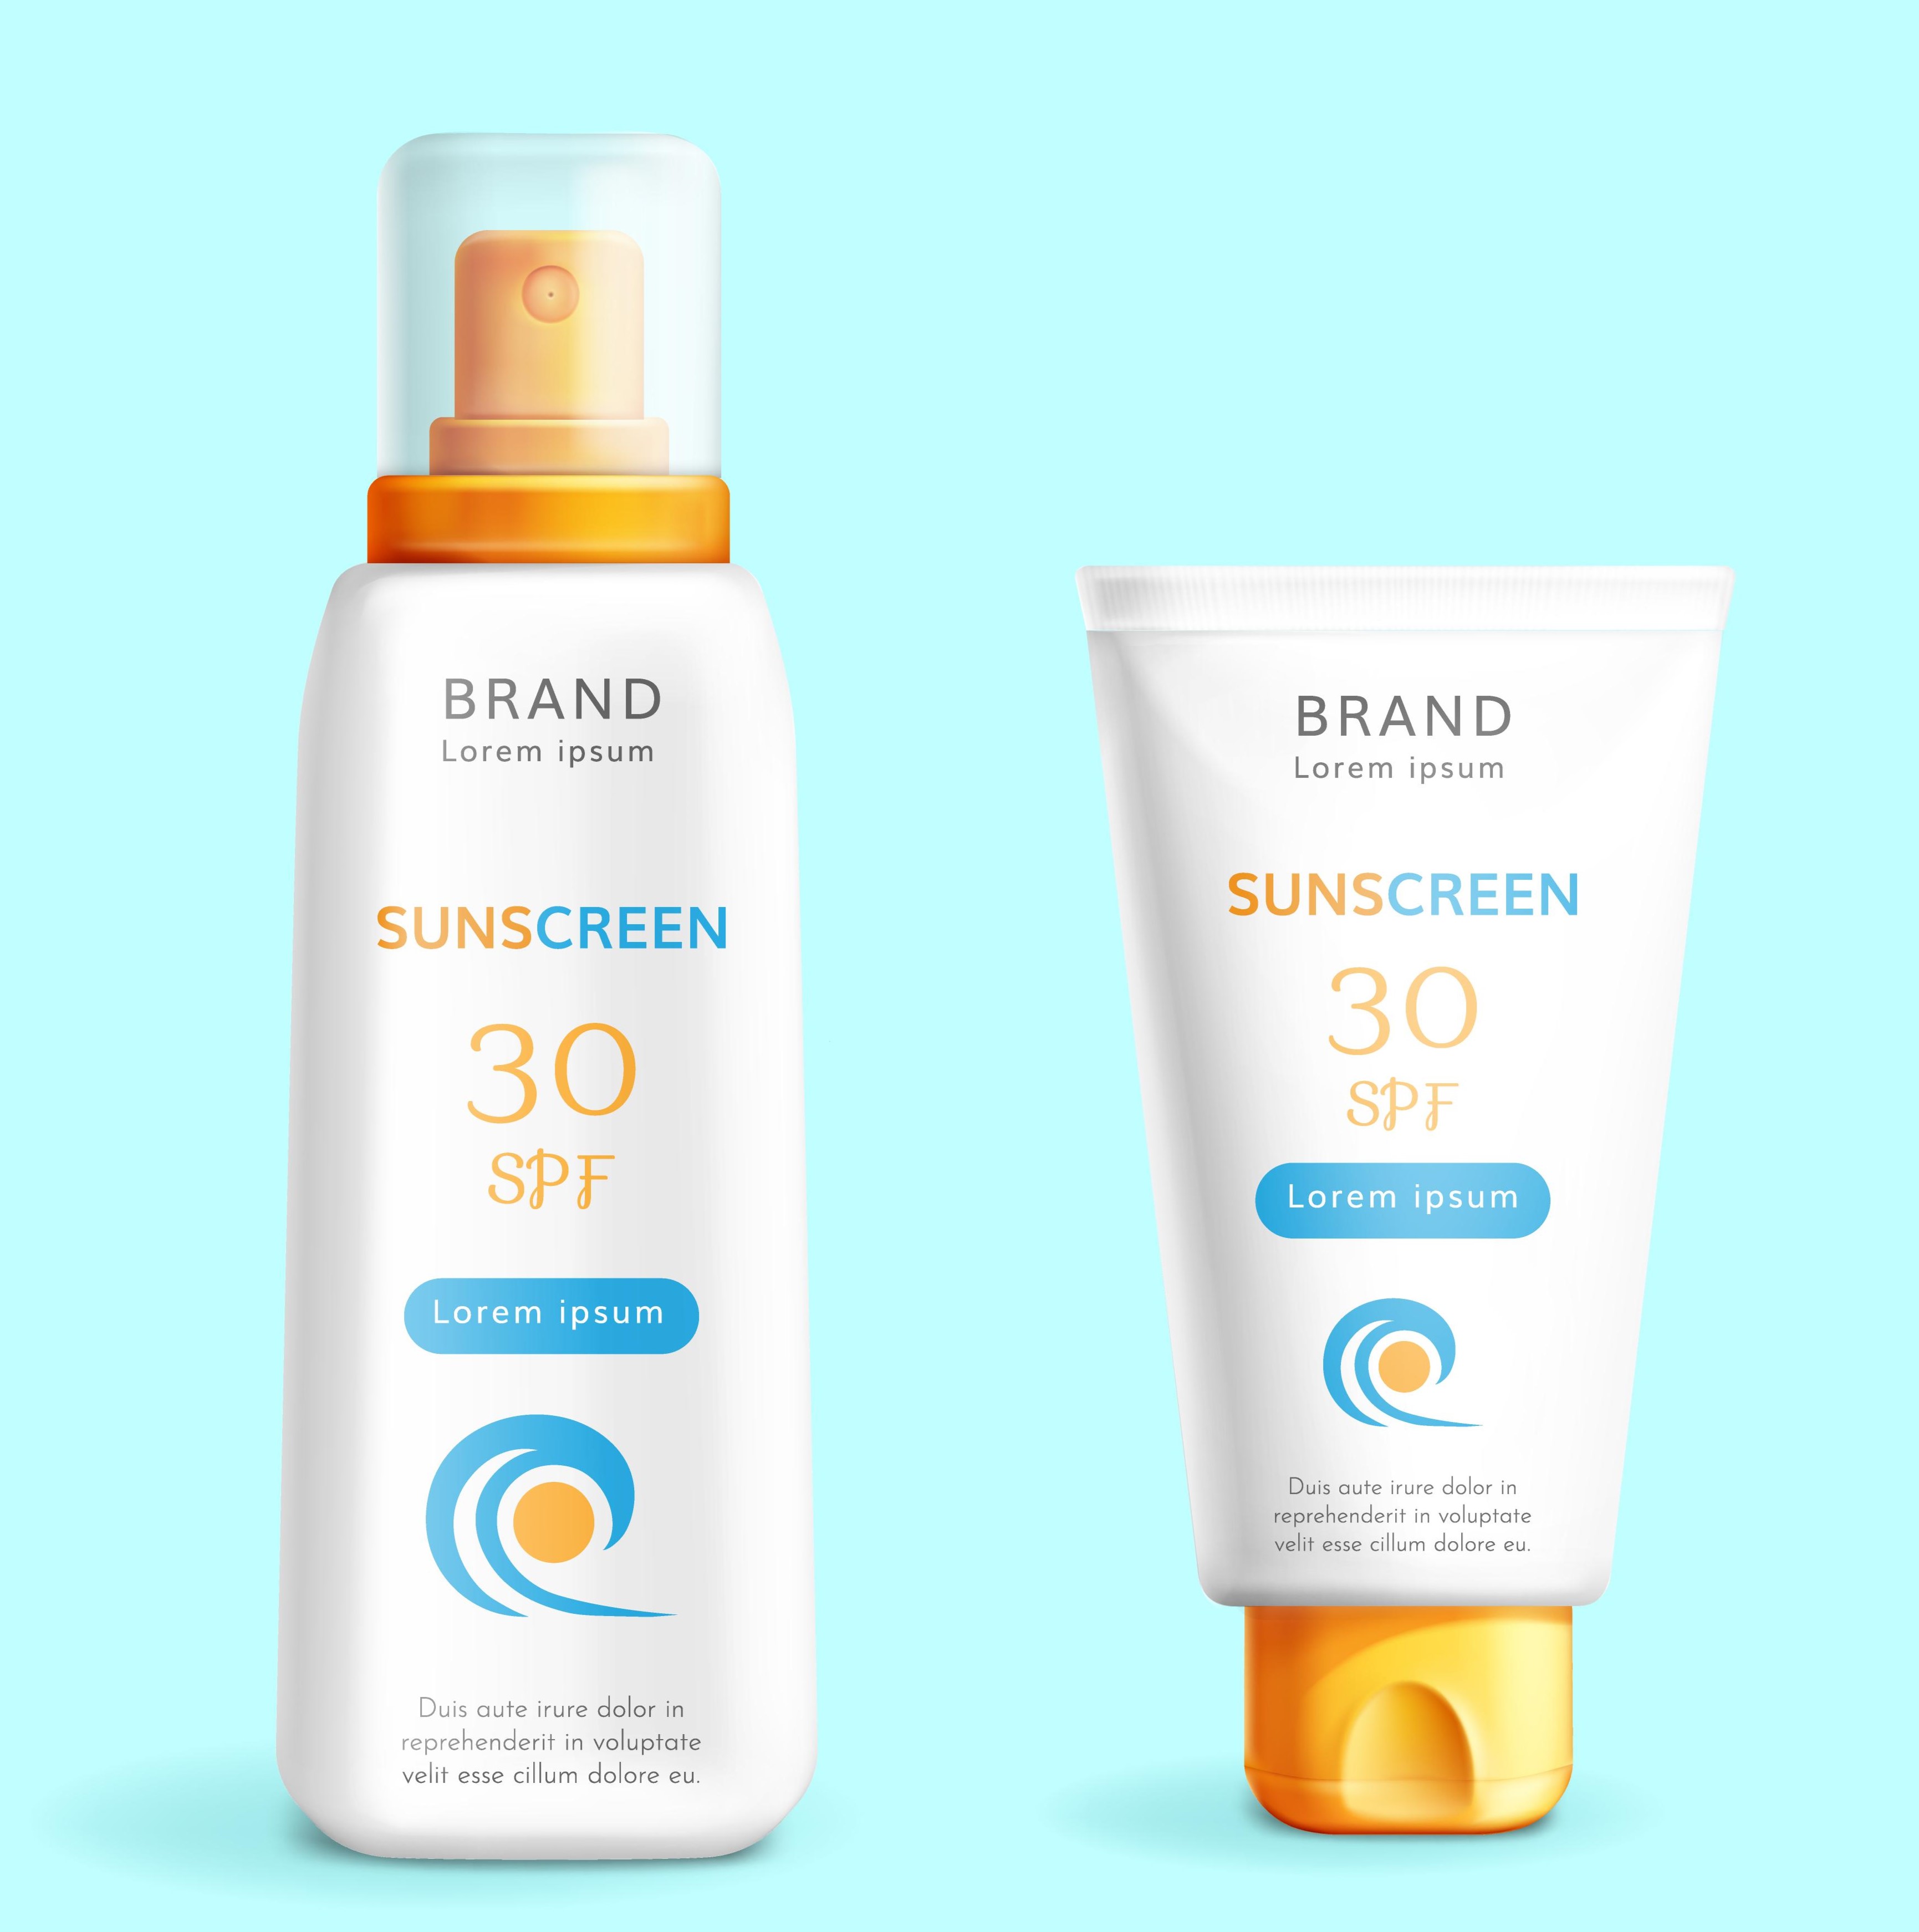 BRAND
Lorem ipsum
SUNSCREEN
30
SPF
Lorem ipsum
Duis aute irure dolor in
reprehenderit in voluptate
velit esse cillum dolore eu.
BRAND
Lorem ipsum
SUNSCREEN
30
SPF
Lorem ipsum
Duis aute irure dolor in
reprehenderit in voluptate
velit esse cillum dolore eu.